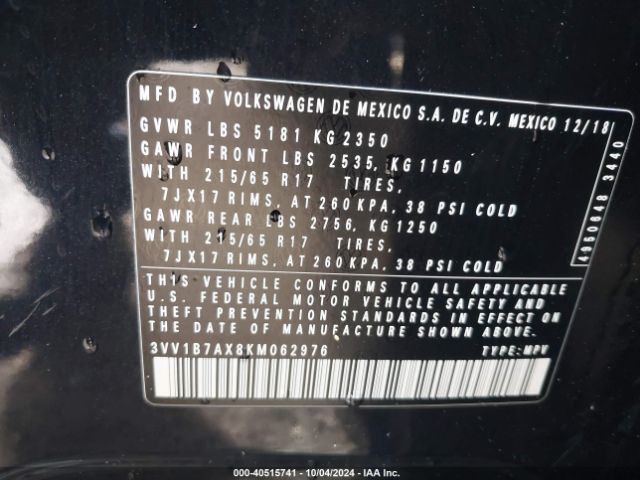 MFD BY VOLKSWAGEN DE MEXICO S.A. DE C.V. MEXICO 12/18
GVWR LBS 5181 KG 2350
GAWR FRONT LBS 2535, KG 1150
WITH 215/65 R17 TIRES,
7JX17 RIMS, AT 260 KPA, 38 PSI COLD
GAWR REAR LBS 2756, KG 1250
WITH 215/65 R17 TIRES,
7JX17 RIMS, AT 260 KPA, 38 PSI COLD
4950648 3440
THIS VEHICLE CONFORMS TO ALL APPLICABLE
U.S. FEDERAL MOTOR VEHICLE SAFETY AND
THEFT PREVENTION STANDARDS IN EFFECT ON
THE DATE OF MANUFACTURE SHOWN ABOVE.
3VV1B7AX8KM062976 TYPE: MPV
000-40515741 - 10/04/2024 - IAA Inc.